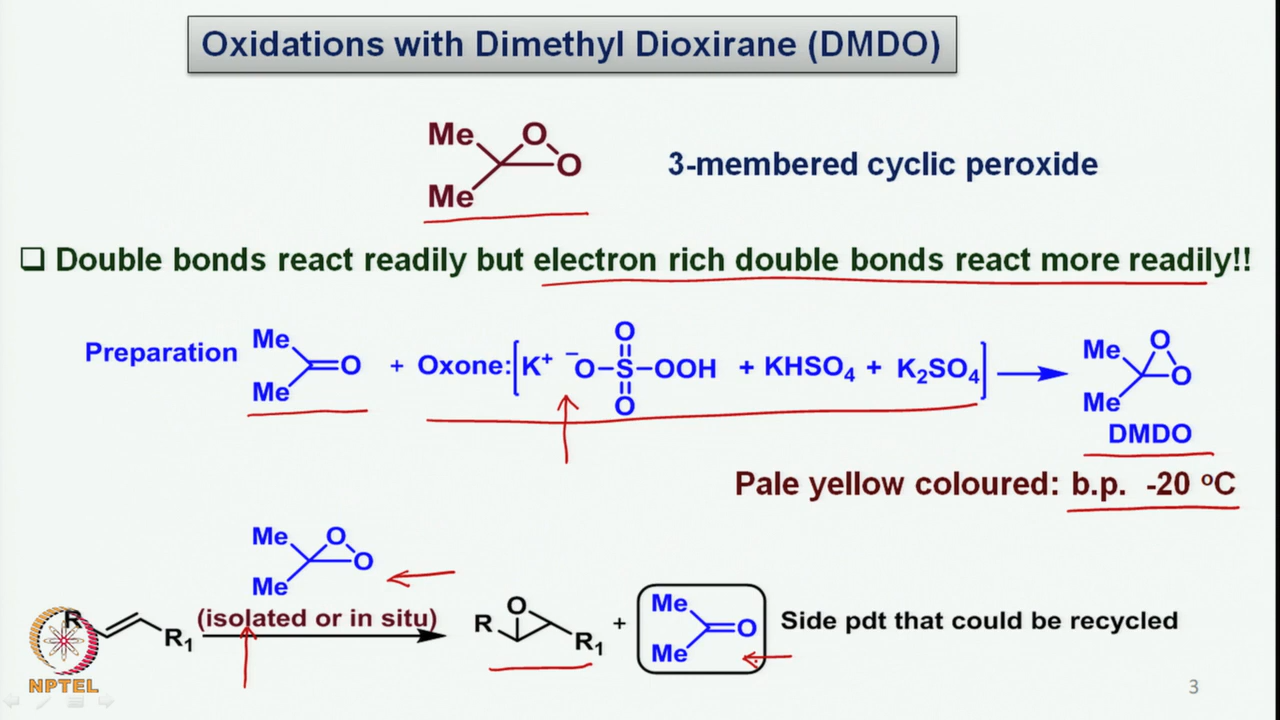 Oxidations with Dimethyl Dioxirane (DMDO)
Me O
O
Me
3-membered cyclic peroxide
❑ Double bonds react readily but electron rich double bonds react more readily!!
Preparation Me Me O + Oxone: [K⁺ ⁻O–S–OOH + KHSO₄ + K₂SO₄]
O
O
Me O
O
Me
DMDO
Pale yellow coloured: b.p. -20 ºC
Me O
O
Me
(isolated or in situ)
R
R₁
O
R
R₁
+
Me
O
Me
Side pdt that could be recycled
NPTEL
3